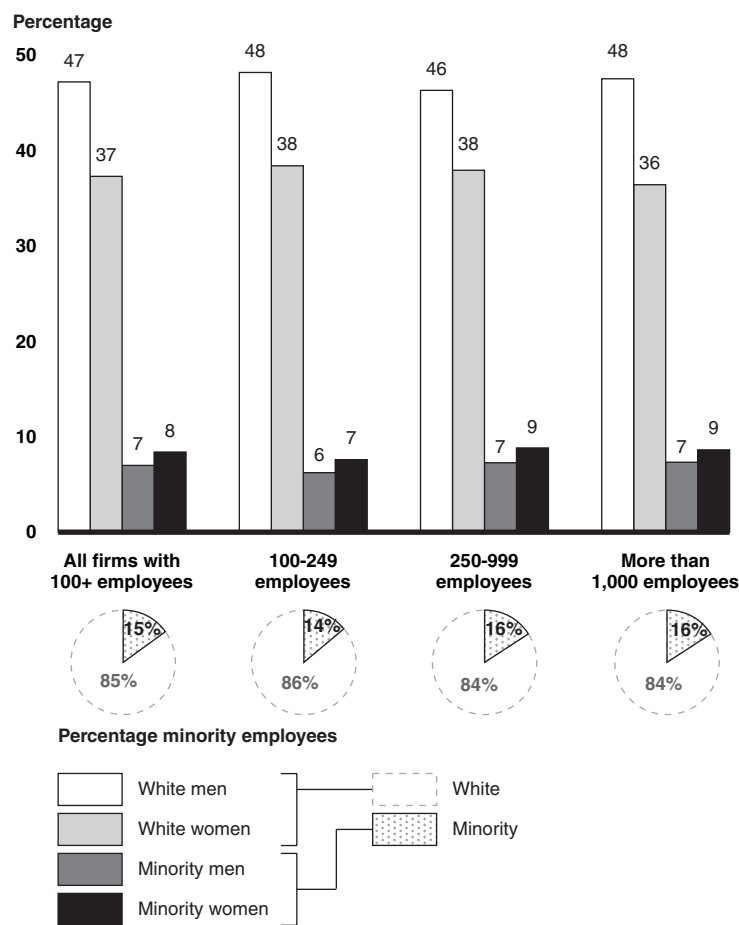 Percentage
50
40
30
20
10
0
47
37
7
8
48
38
6
7
46
38
7
9
48
36
7
9
All firms with
100+ employees
100-249
employees
250-999
employees
More than
1,000 employees
15%
85%
14%
86%
16%
84%
16%
84%
Percentage minority employees
White men
White women
Minority men
Minority women
White
Minority